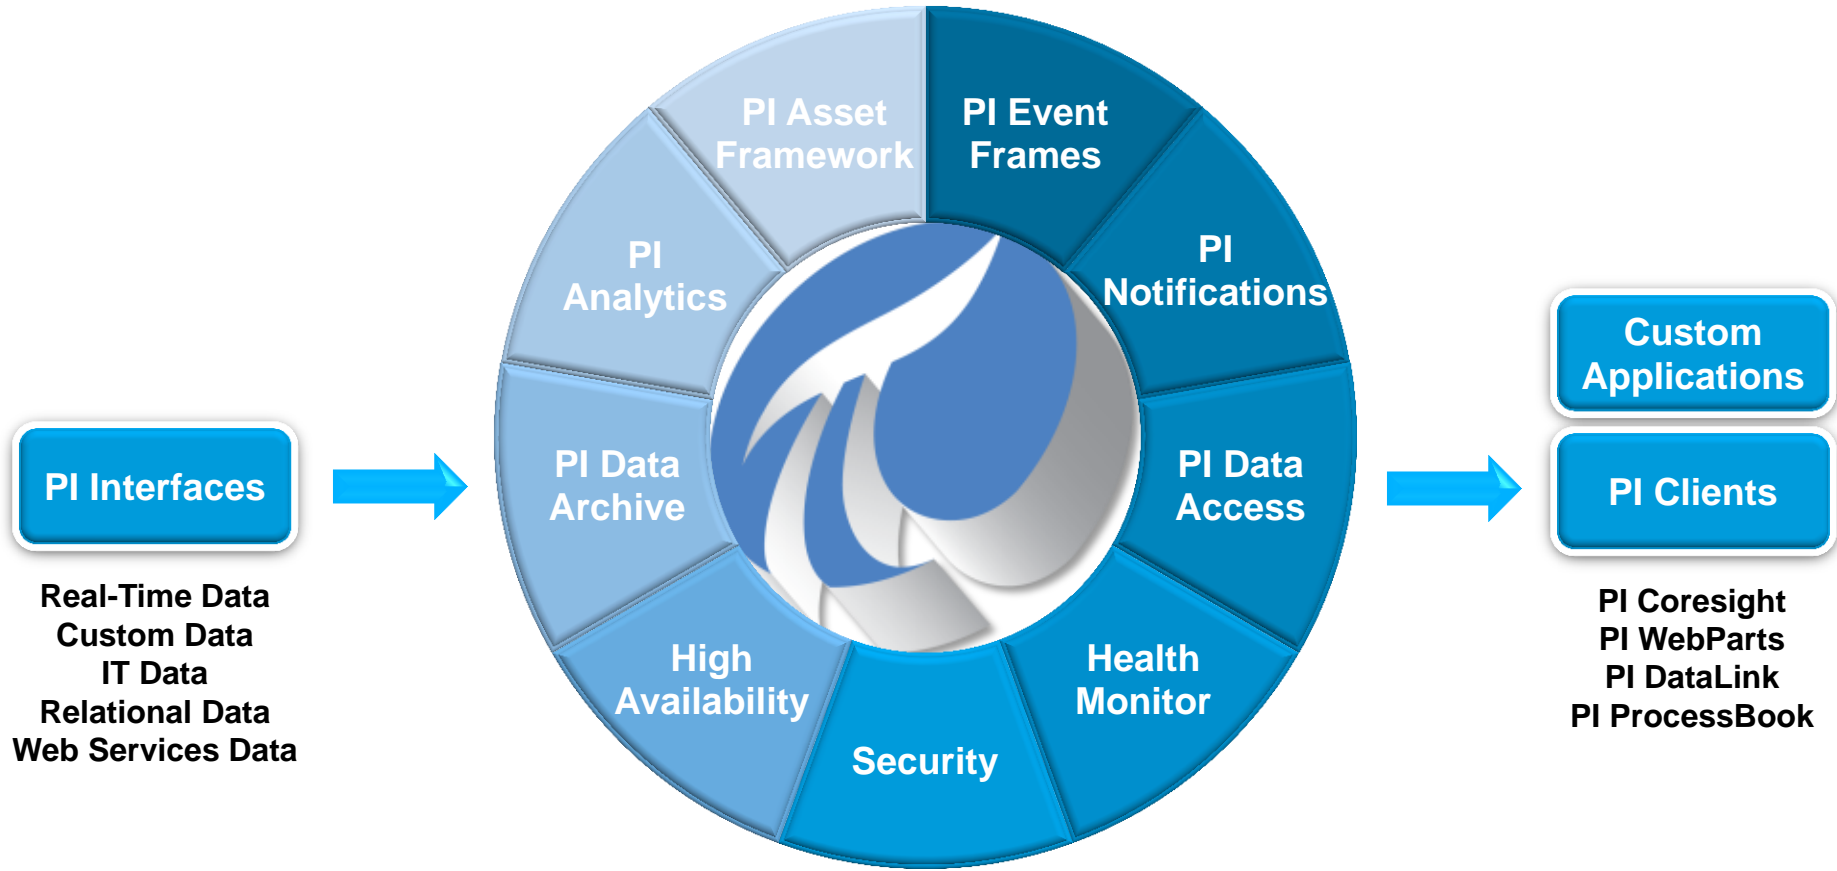 PI Interfaces
Real-Time Data
Custom Data
IT Data
Relational Data
Web Services Data
PI Asset
Framework
PI Event
Frames
PI
Analytics
PI
Notifications
PI Data
Archive
PI Data
Access
High
Availability
Health
Monitor
Security
Custom
Applications
PI Clients
PI Coresight
PI WebParts
PI DataLink
PI ProcessBook